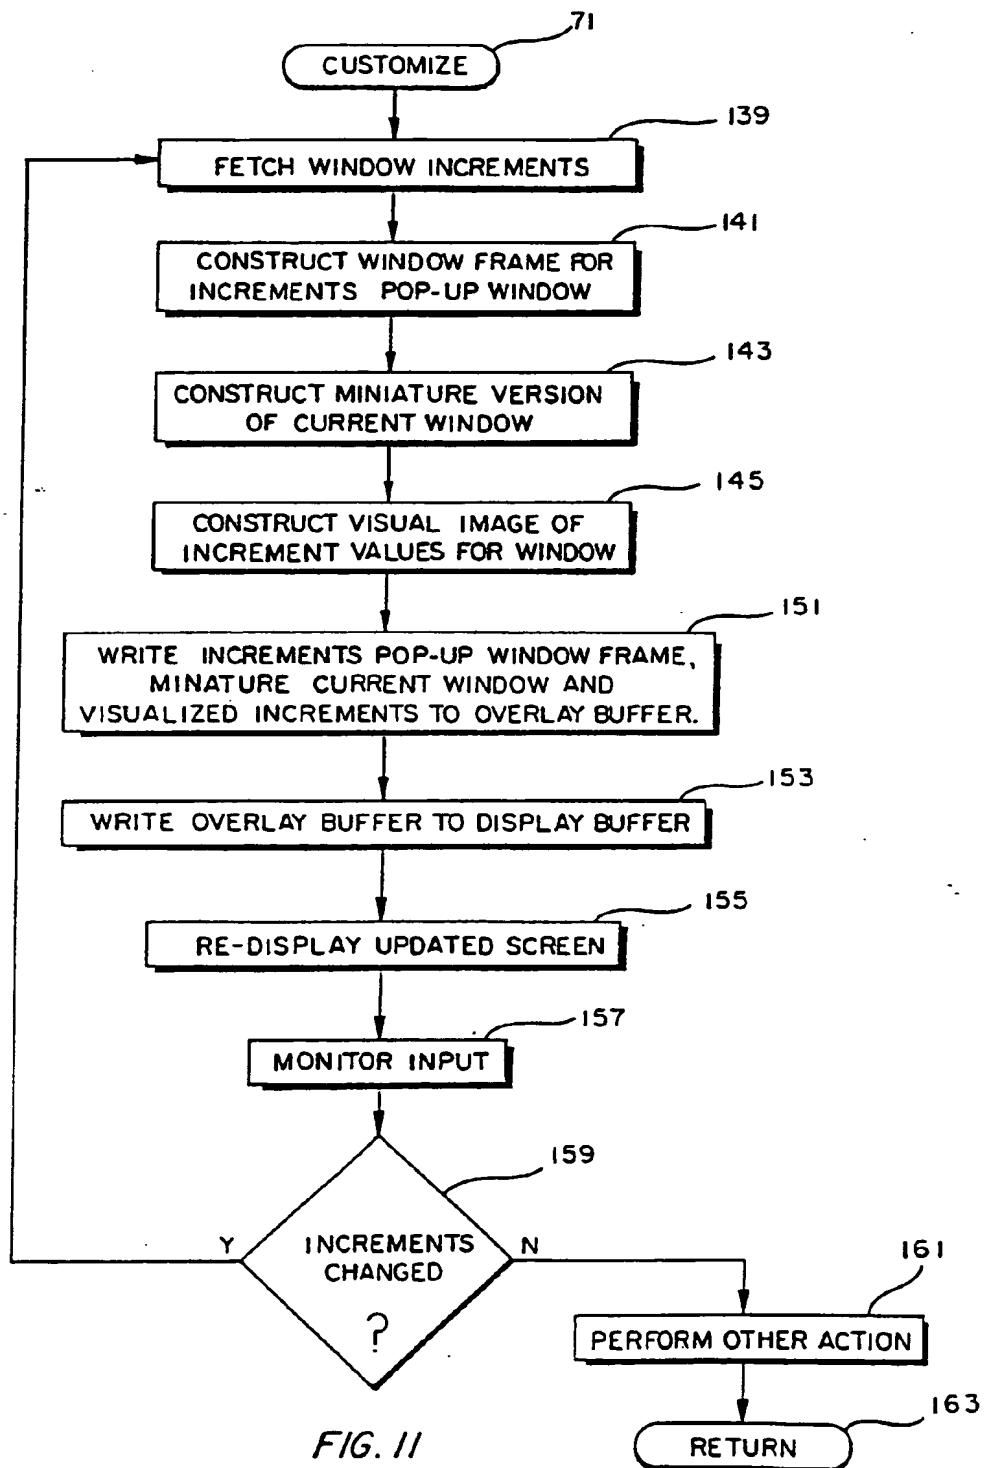 71
CUSTOMIZE
139
FETCH WINDOW INCREMENTS
141
CONSTRUCT WINDOW FRAME FOR
INCREMENTS POP-UP WINDOW
143
CONSTRUCT MINIATURE VERSION
OF CURRENT WINDOW
145
CONSTRUCT VISUAL IMAGE OF
INCREMENT VALUES FOR WINDOW
151
WRITE INCREMENTS POP-UP WINDOW FRAME,
MINATURE CURRENT WINDOW AND
VISUALIZED INCREMENTS TO OVERLAY BUFFER.
153
WRITE OVERLAY BUFFER TO DISPLAY BUFFER
155
RE-DISPLAY UPDATED SCREEN
157
MONITOR INPUT
159
Y
INCREMENTS
CHANGED
?
N
161
PERFORM OTHER ACTION
163
RETURN
FIG. 11